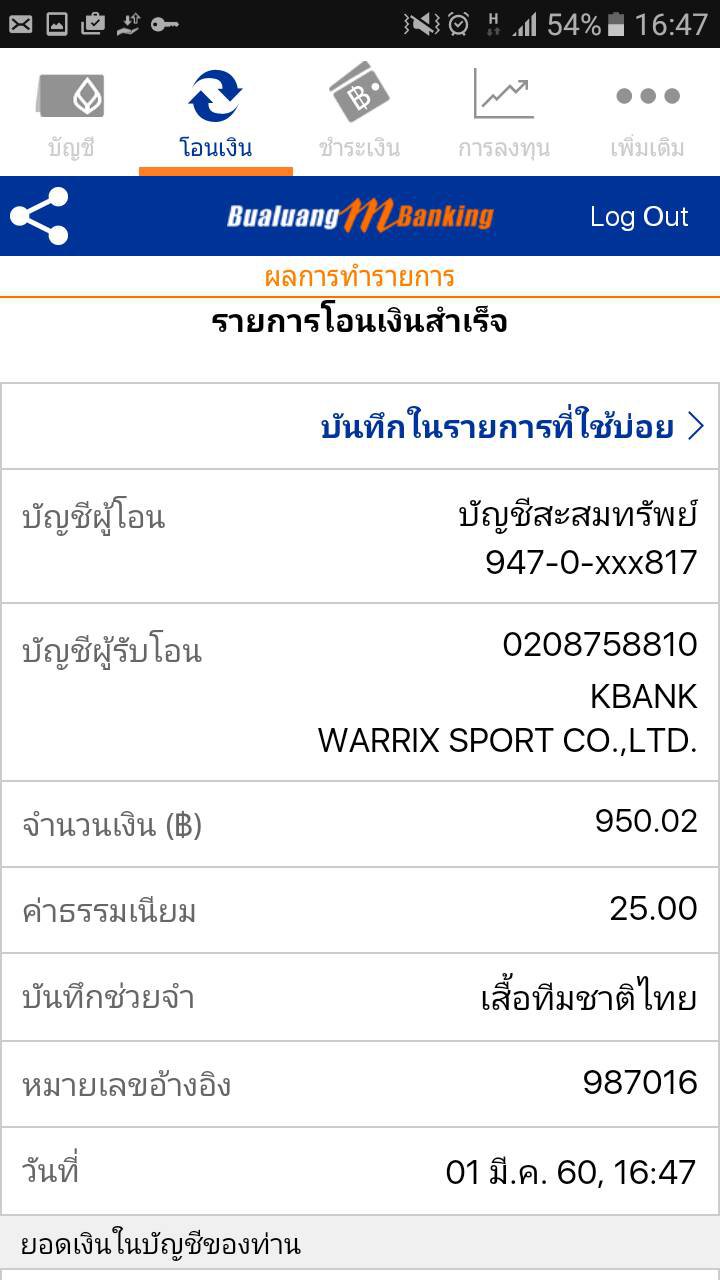 H 54% 16:47
บัญชี โอนเงิน ชำระเงิน การลงทุน เพิ่มเติม
Bualuang mBanking Log Out
ผลการทำรายการ
รายการโอนเงินสำเร็จ
บันทึกในรายการที่ใช้บ่อย
บัญชีผู้โอน บัญชีสะสมทรัพย์
947-0-xxx817
บัญชีผู้รับโอน 0208758810
KBANK
WARRIX SPORT CO.,LTD.
จำนวนเงิน (฿) 950.02
ค่าธรรมเนียม 25.00
บันทึกช่วยจำ เสื้อทีมชาติไทย
หมายเลขอ้างอิง 987016
วันที่ 01 มี.ค. 60, 16:47
ยอดเงินในบัญชีของท่าน